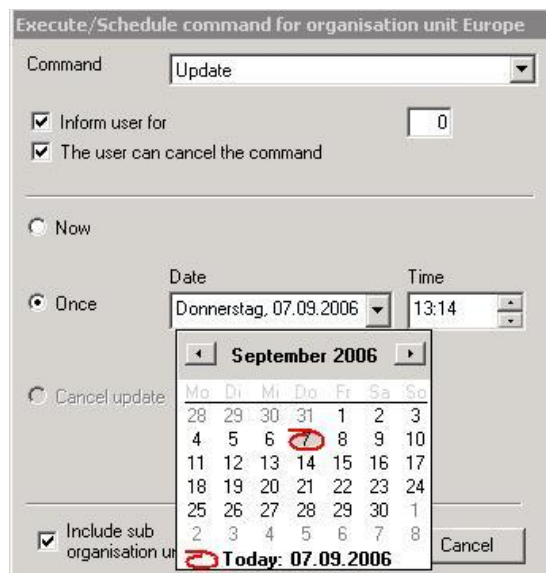 Execute/Schedule command for organisation unit Europe
Command Update
Inform user for 0
The user can cancel the command
Now
Date Time
Once Donnerstag, 07.09.2006 13:14
September 2006
Cancel update
Mo Di Mi Do Fr Sa So
28 29 30 31 1 2 3
4 5 6 7 8 9 10
11 12 13 14 15 16 17
18 19 20 21 22 23 24
25 26 27 28 29 30 1
2 3 4 5 6 7 8
Include sub
organisation
Today: 07.09.2006
Cancel